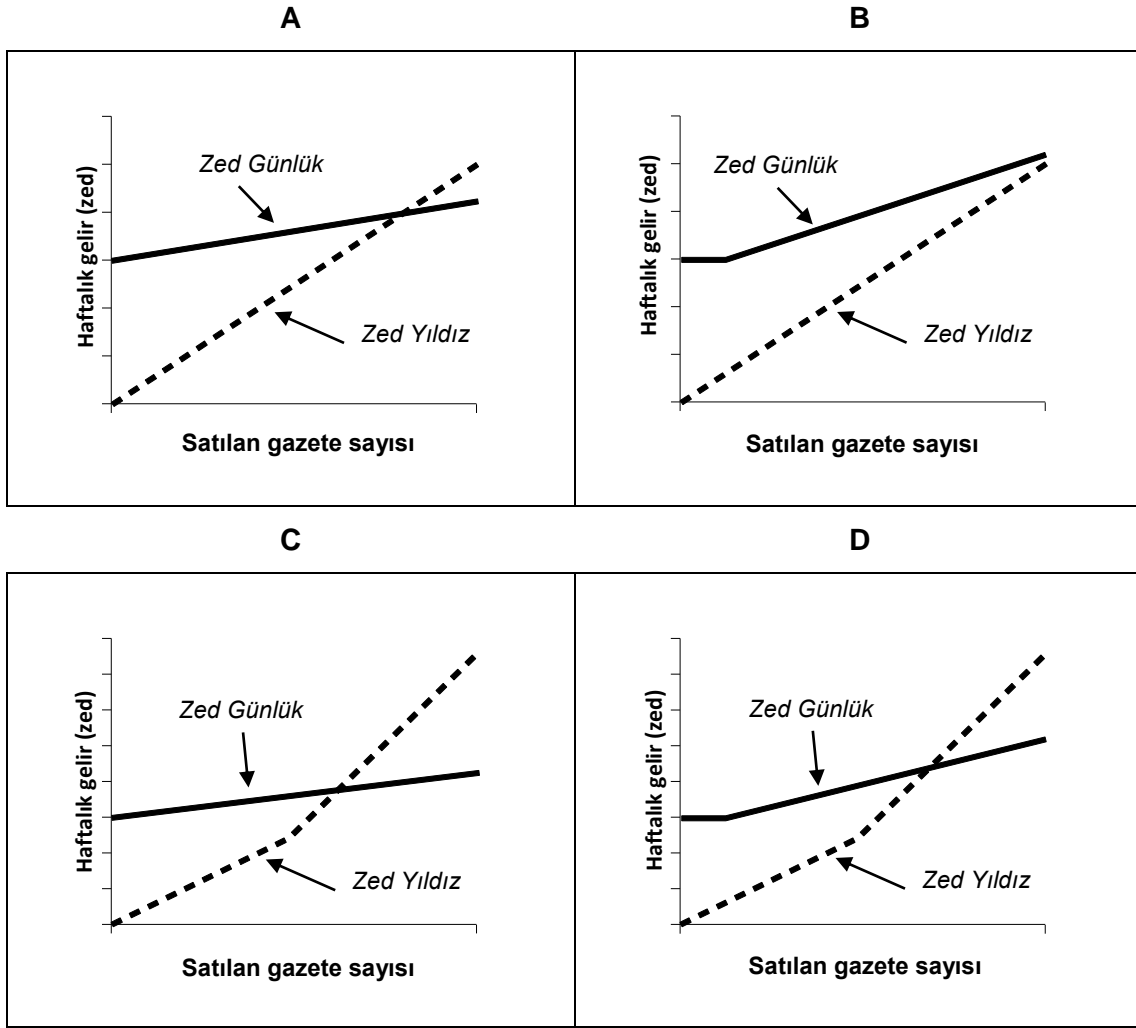 A
B
Haftalık gelir (zed)
Zed Günlük
Zed Yıldız
Satılan gazete sayısı
Haftalık gelir (zed)
Zed Günlük
Zed Yıldız
Satılan gazete sayısı
C
D
Haftalık gelir (zed)
Zed Günlük
Zed Yıldız
Satılan gazete sayısı
Haftalık gelir (zed)
Zed Günlük
Zed Yıldız
Satılan gazete sayısı